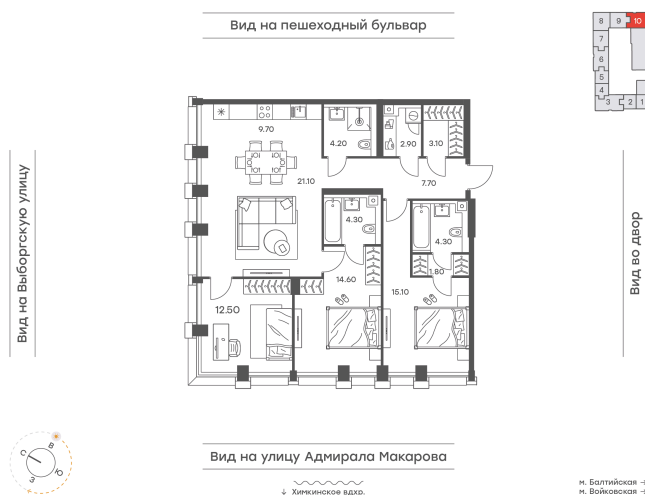 Вид на пешеходный бульвар
8 9 10
7
6
5
4
3 2 1
9.70
4.20
2.90
3.10
21.10
7.70
4.30
4.30
14.60
1.80
15.10
12.50
Вид на Выборгскую улицу
Вид во двор
Вид на улицу Адмирала Макарова
↓ Химкинское вдхр.
С
В
З
Ю
м. Балтийская →
м. Войковская →